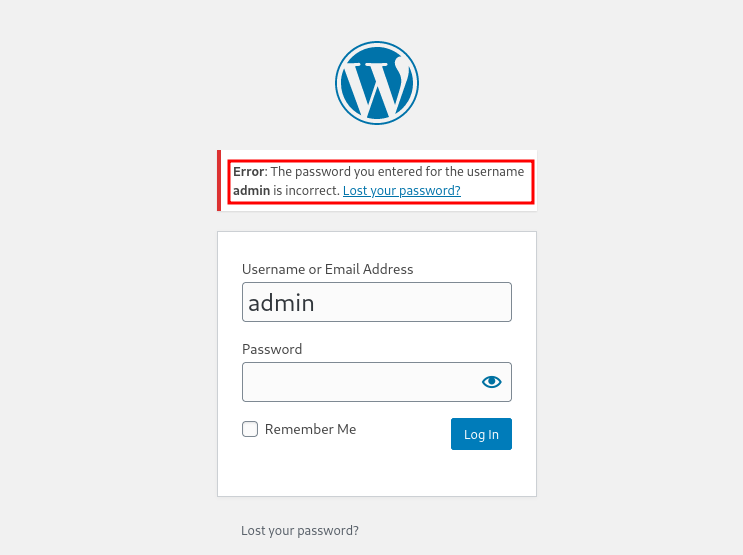 Error: The password you entered for the username
admin is incorrect. Lost your password?
Username or Email Address
admin
Password
Remember Me
Log In
Lost your password?